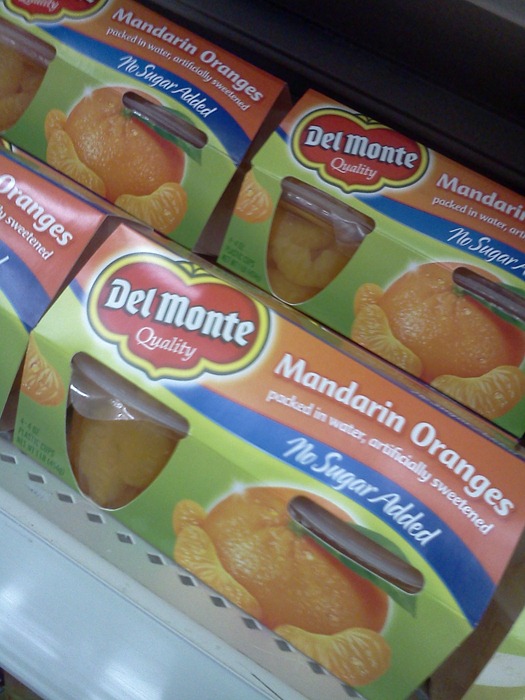 Quality
Mandarin Oranges
packed in water, artificially sweetened
No Sugar Added
Del Monte
Quality
Mandarin
packed in water, arti
No Sugar A
Oranges
sweetened
Del Monte
Quality
Mandarin Oranges
packed in water, artificially sweetened
No Sugar Added